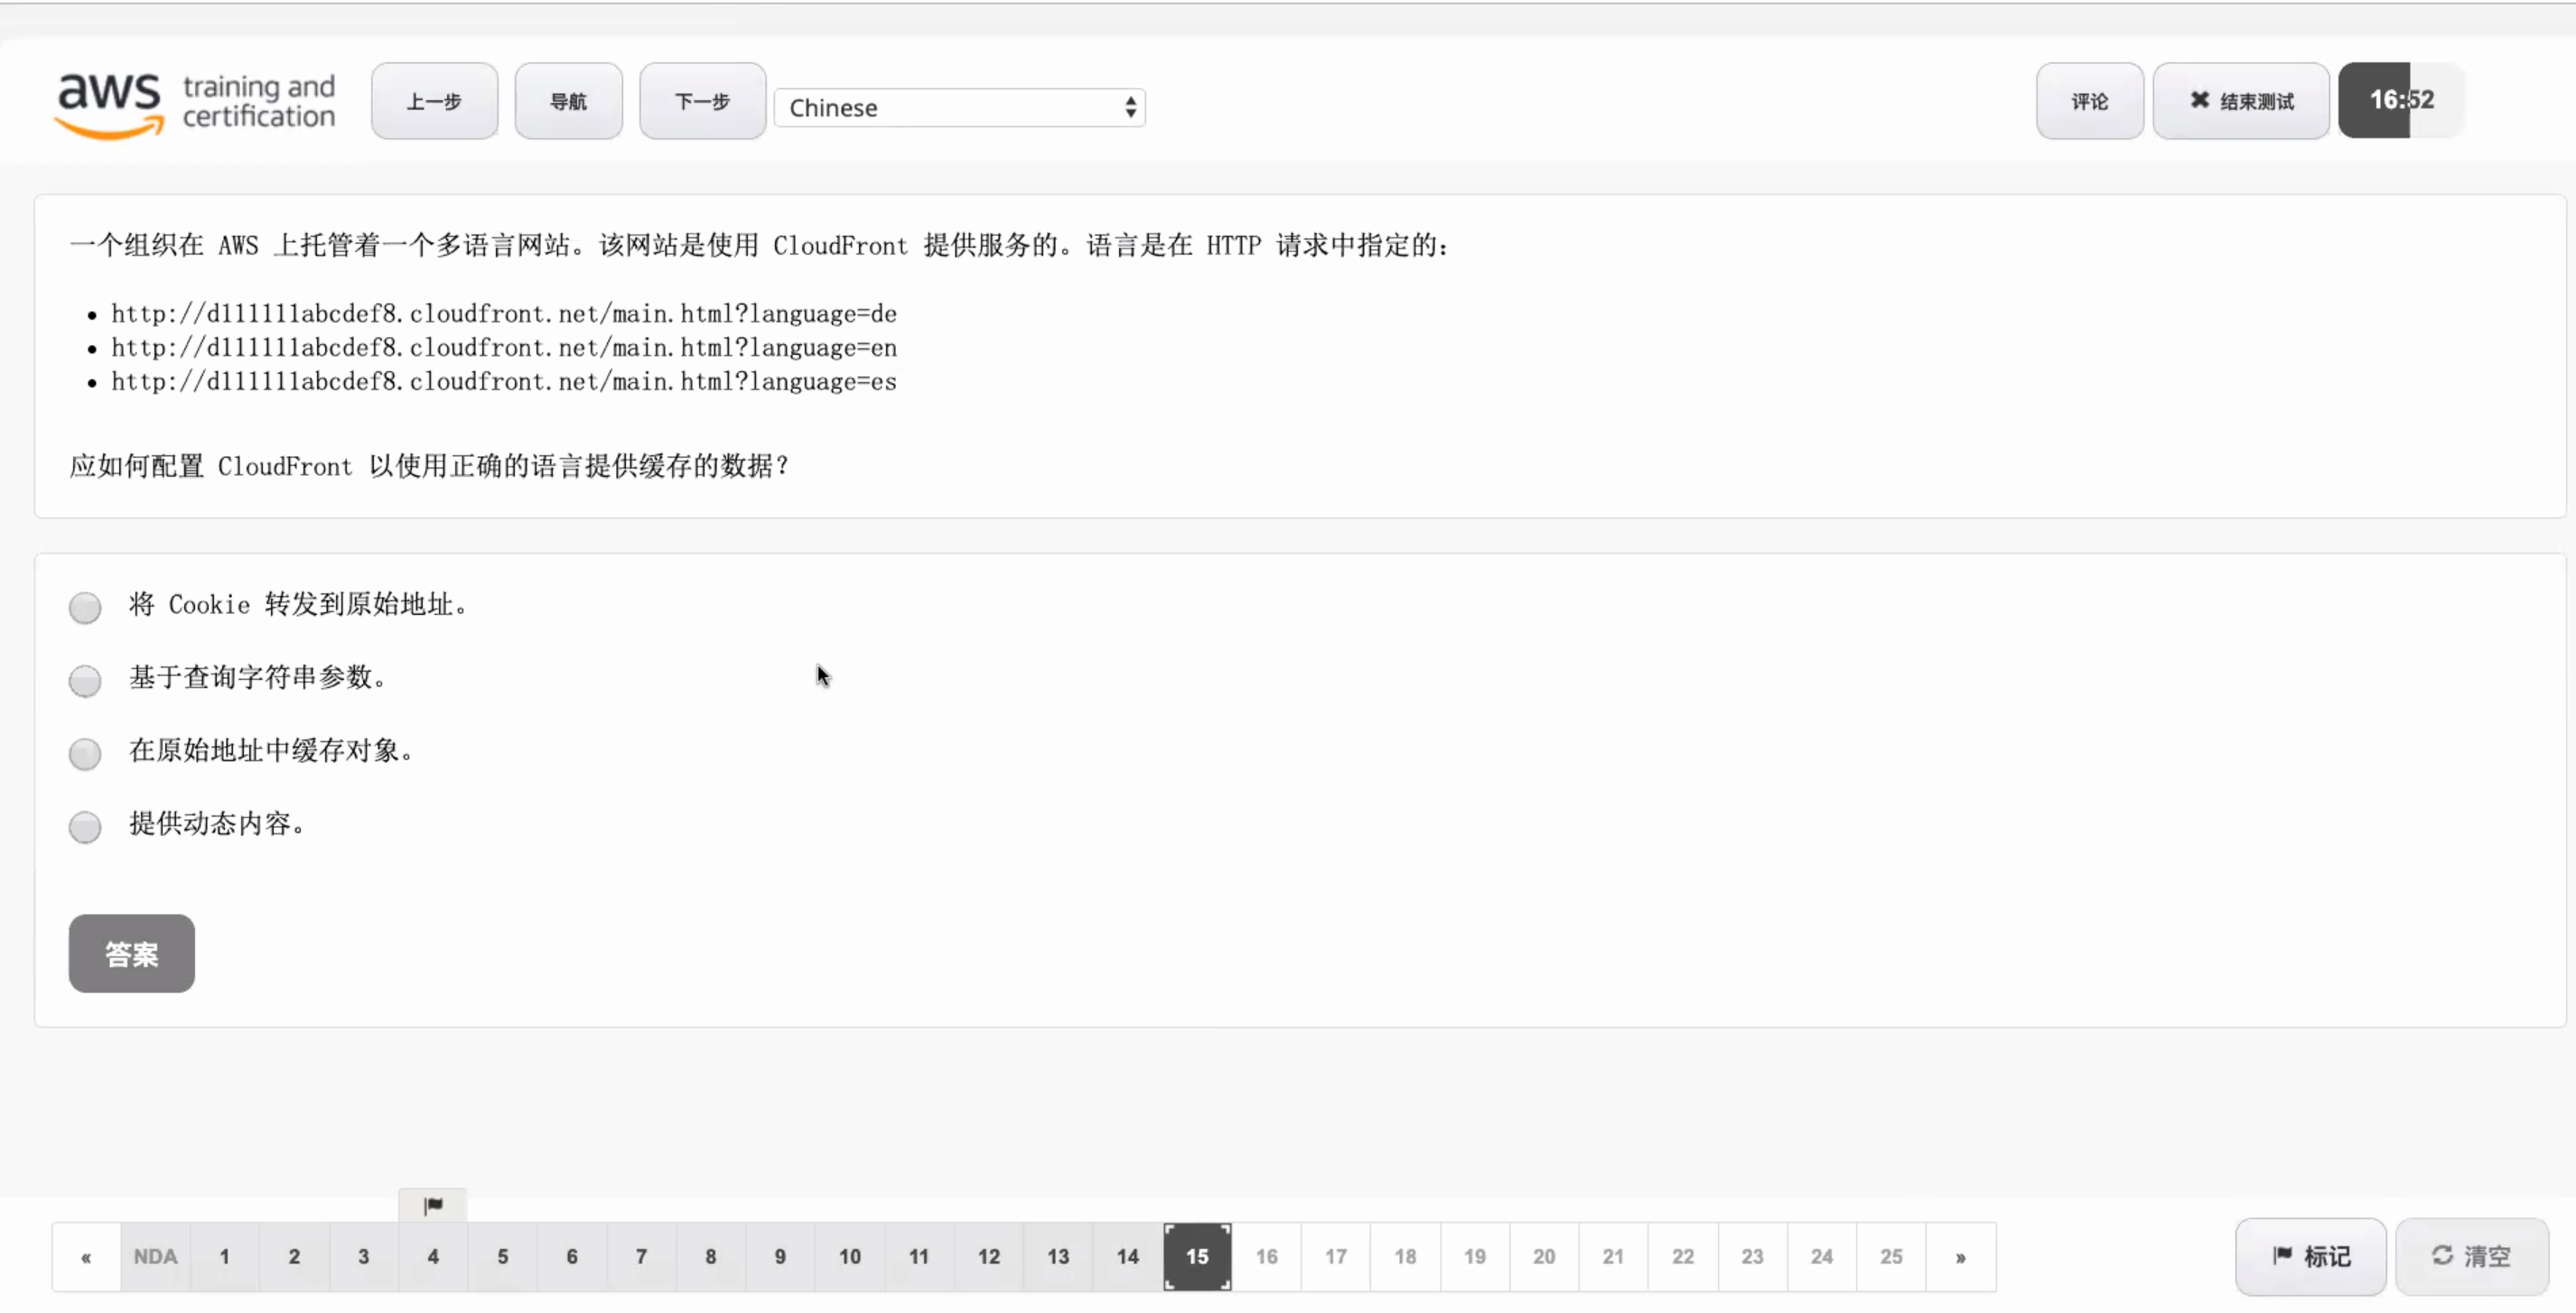 aws training and certification
上一步 导航 下一步 Chinese 评论 ✖ 结束测试 16:52
一个组织在 AWS 上托管着一个多语言网站。该网站是使用 CloudFront 提供服务的。语言是在 HTTP 请求中指定的:
• http://d111111abcdef8.cloudfront.net/main.html?language=de
• http://d111111abcdef8.cloudfront.net/main.html?language=en
• http://d111111abcdef8.cloudfront.net/main.html?language=es
应如何配置 CloudFront 以使用正确的语言提供缓存的数据?
将 Cookie 转发到原始地址。
基于查询字符串参数。
在原始地址中缓存对象。
提供动态内容。
答案
« NDA 1 2 3 4 5 6 7 8 9 10 11 12 13 14 15 16 17 18 19 20 21 22 23 24 25 » 标记 清空